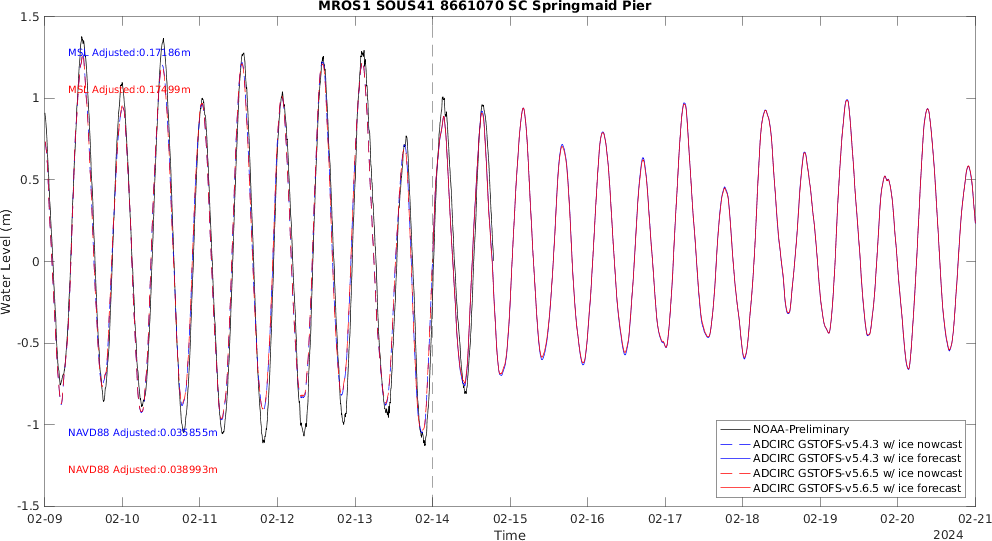 MROS1 SOUS41 8661070 SC Springmaid Pier
1.5
1
0.5
0
-0.5
-1
-1.5
Water Level (m)
MSL Adjusted:0.17186m
MSL Adjusted:0.17499m
NAVD88 Adjusted:0.035855m
NAVD88 Adjusted:0.038993m
NOAA-Preliminary
ADCIRC GSTOFS-v5.4.3 w/ ice nowcast
ADCIRC GSTOFS-v5.4.3 w/ ice forecast
ADCIRC GSTOFS-v5.6.5 w/ ice nowcast
ADCIRC GSTOFS-v5.6.5 w/ ice forecast
02-09 02-10 02-11 02-12 02-13 02-14 02-15 02-16 02-17 02-18 02-19 02-20 02-21
Time
2024